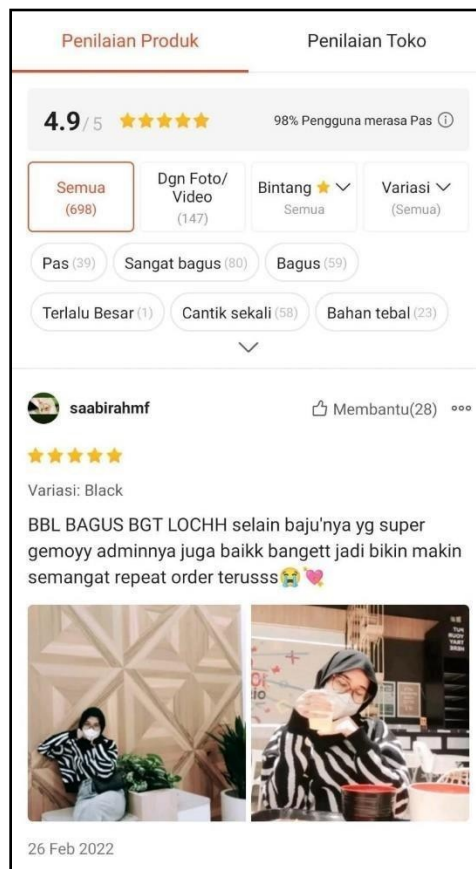 Penilaian Produk
Penilaian Toko
4.9/5
98% Pengguna merasa Pas
Semua
(698)
Dgn Foto/
Video
(147)
Bintang
Semua
Variasi
(Semua)
Pas (39)
Sangat bagus (80)
Bagus (59)
Terlalu Besar (1)
Cantik sekali (58)
Bahan tebal (23)
saabirahmf
Membantu(28)
Variasi: Black
BBL BAGUS BGT LOCHH selain baju'nya yg super
gemoyy adminnya juga baikk bangett jadi bikin makin
semangat repeat order terusss😭💘
26 Feb 2022